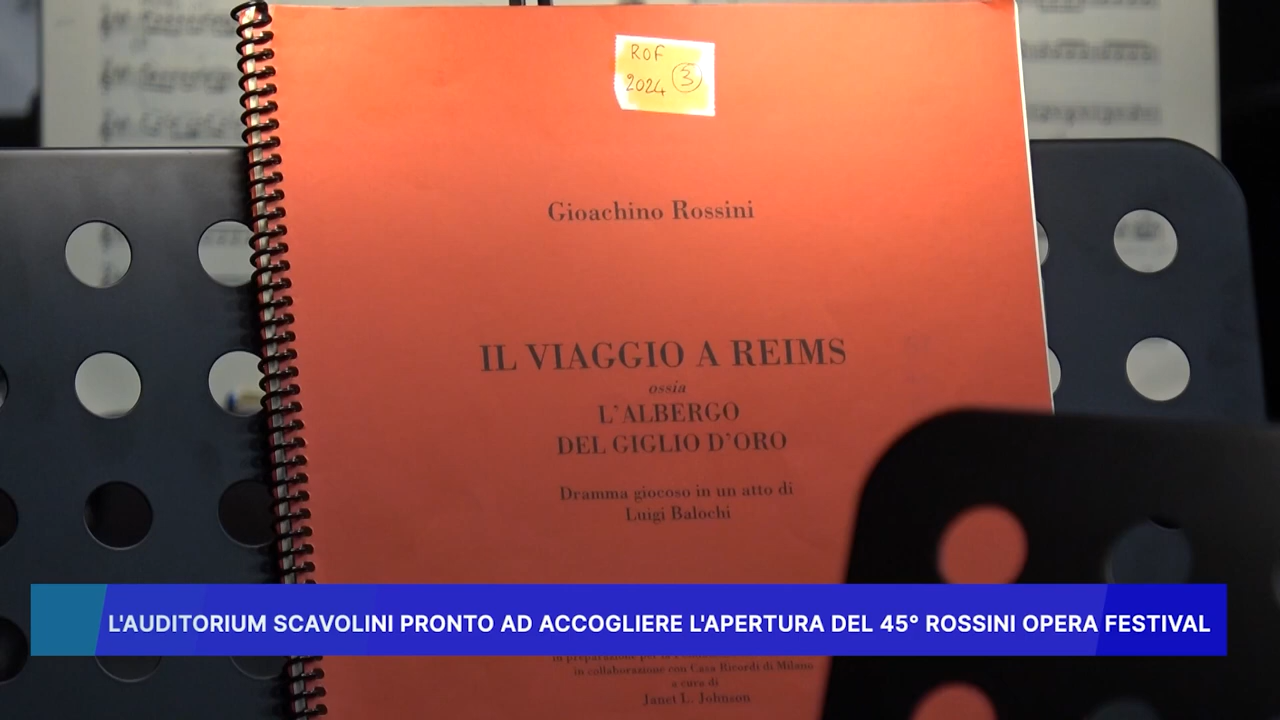 ROF
2024 3
Gioachino Rossini
IL VIAGGIO A REIMS
ossia
L'ALBERGO
DEL GIGLIO D'ORO
Dramma giocoso in un atto di
Luigi Balochi
L'AUDITORIUM SCAVOLINI PRONTO AD ACCOGLIERE L'APERTURA DEL 45° ROSSINI OPERA FESTIVAL
in collaborazione con Casa Ricordi di Milano
a cura di
Janet L. Johnson